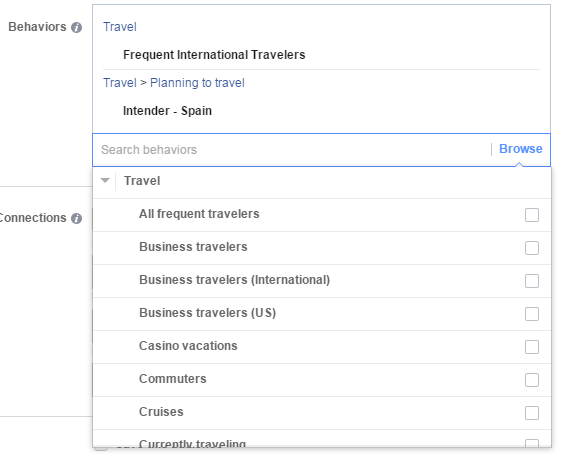 Behaviors
Travel
Frequent International Travelers
Travel > Planning to travel
Intender - Spain
Search behaviors
Browse
Travel
Connections
All frequent travelers
Business travelers
Business travelers (International)
Business travelers (US)
Casino vacations
Commuters
Cruises
Currently traveling